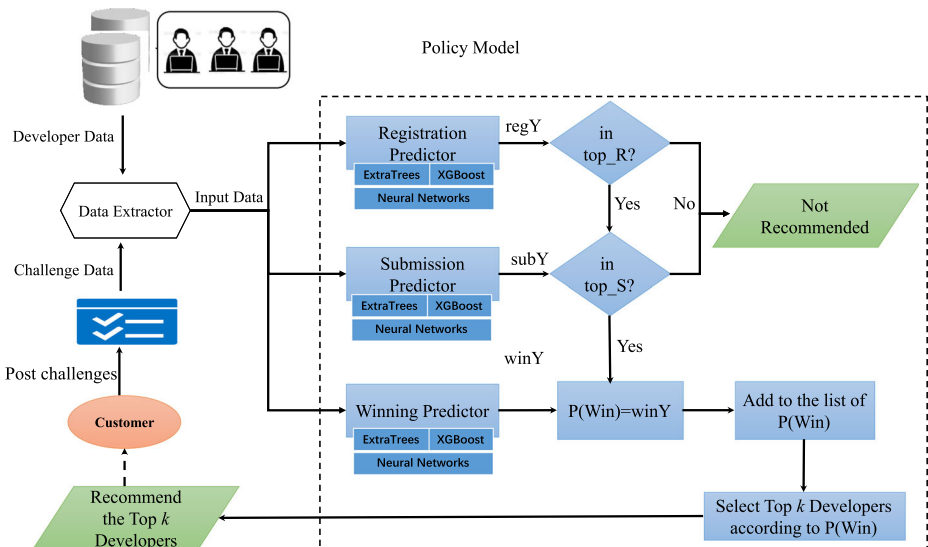 Policy Model
Developer Data
Data Extractor
Input Data
Challenge Data
Post challenges
Customer
Recommend
the Top k
Developers
Registration
Predictor
ExtraTrees
XGBoost
Neural Networks
regY
in
top_R?
Yes
No
Not
Recommended
Submission
Predictor
ExtraTrees
XGBoost
Neural Networks
subY
in
top_S?
Yes
winY
Winning Predictor
ExtraTrees
XGBoost
Neural Networks
P(Win)=winY
Add to the list of
P(Win)
Select Top k Developers
according to P(Win)